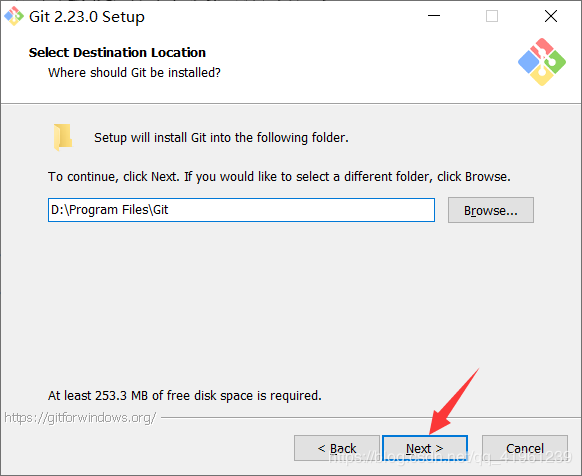 Git 2.23.0 Setup
Select Destination Location
Where should Git be installed?
Setup will install Git into the following folder.
To continue, click Next. If you would like to select a different folder, click Browse.
D:\Program Files\Git
Browse...
At least 253.3 MB of free disk space is required.
https://gitforwindows.org/
< Back
Next >
Cancel